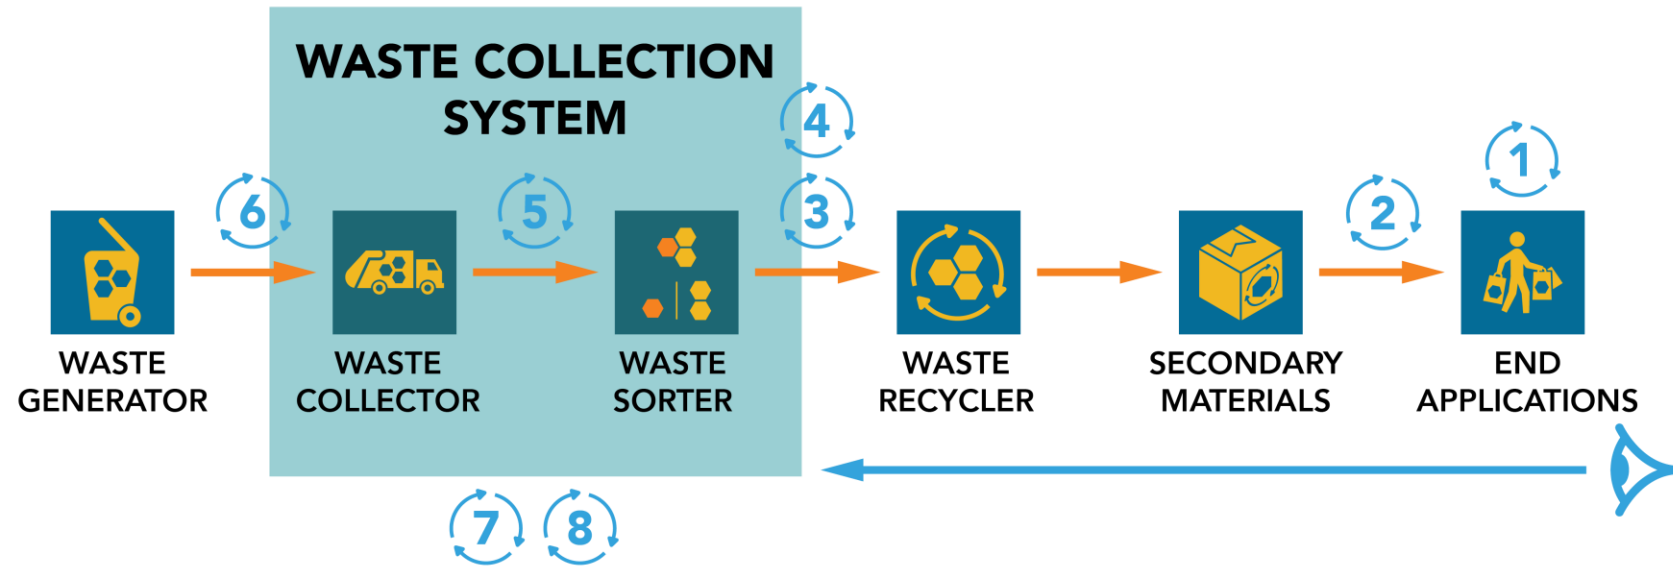 WASTE COLLECTION
SYSTEM
4
1
6
5
3
2
WASTE
GENERATOR
WASTE
COLLECTOR
WASTE
SORTER
WASTE
RECYCLER
SECONDARY
MATERIALS
END
APPLICATIONS
7
8